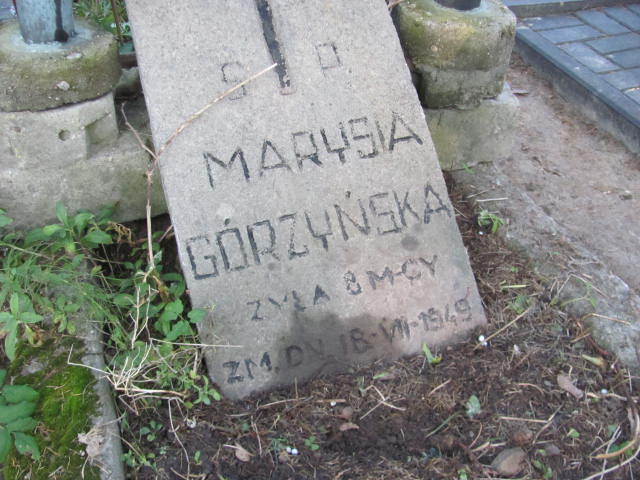 Ś P.
MARYSIA
GÓRZYŃSKA
ŻYŁA 8 M-CY
ZM. DN. 18-VII-1949